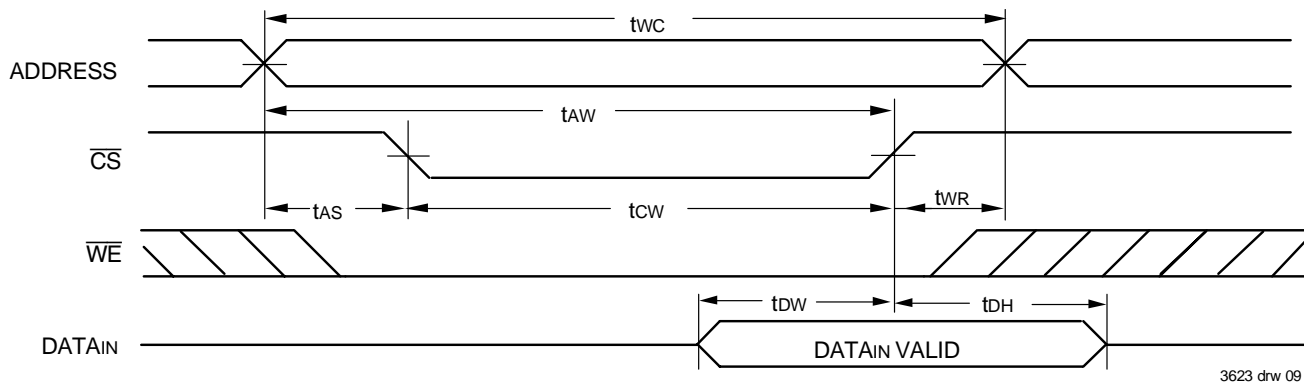 tWC
ADDRESS
tAW
CS
tAS
tCW
tWR
WE
tDW
tDH
DATAIN
DATAIN VALID
3623 drw 09